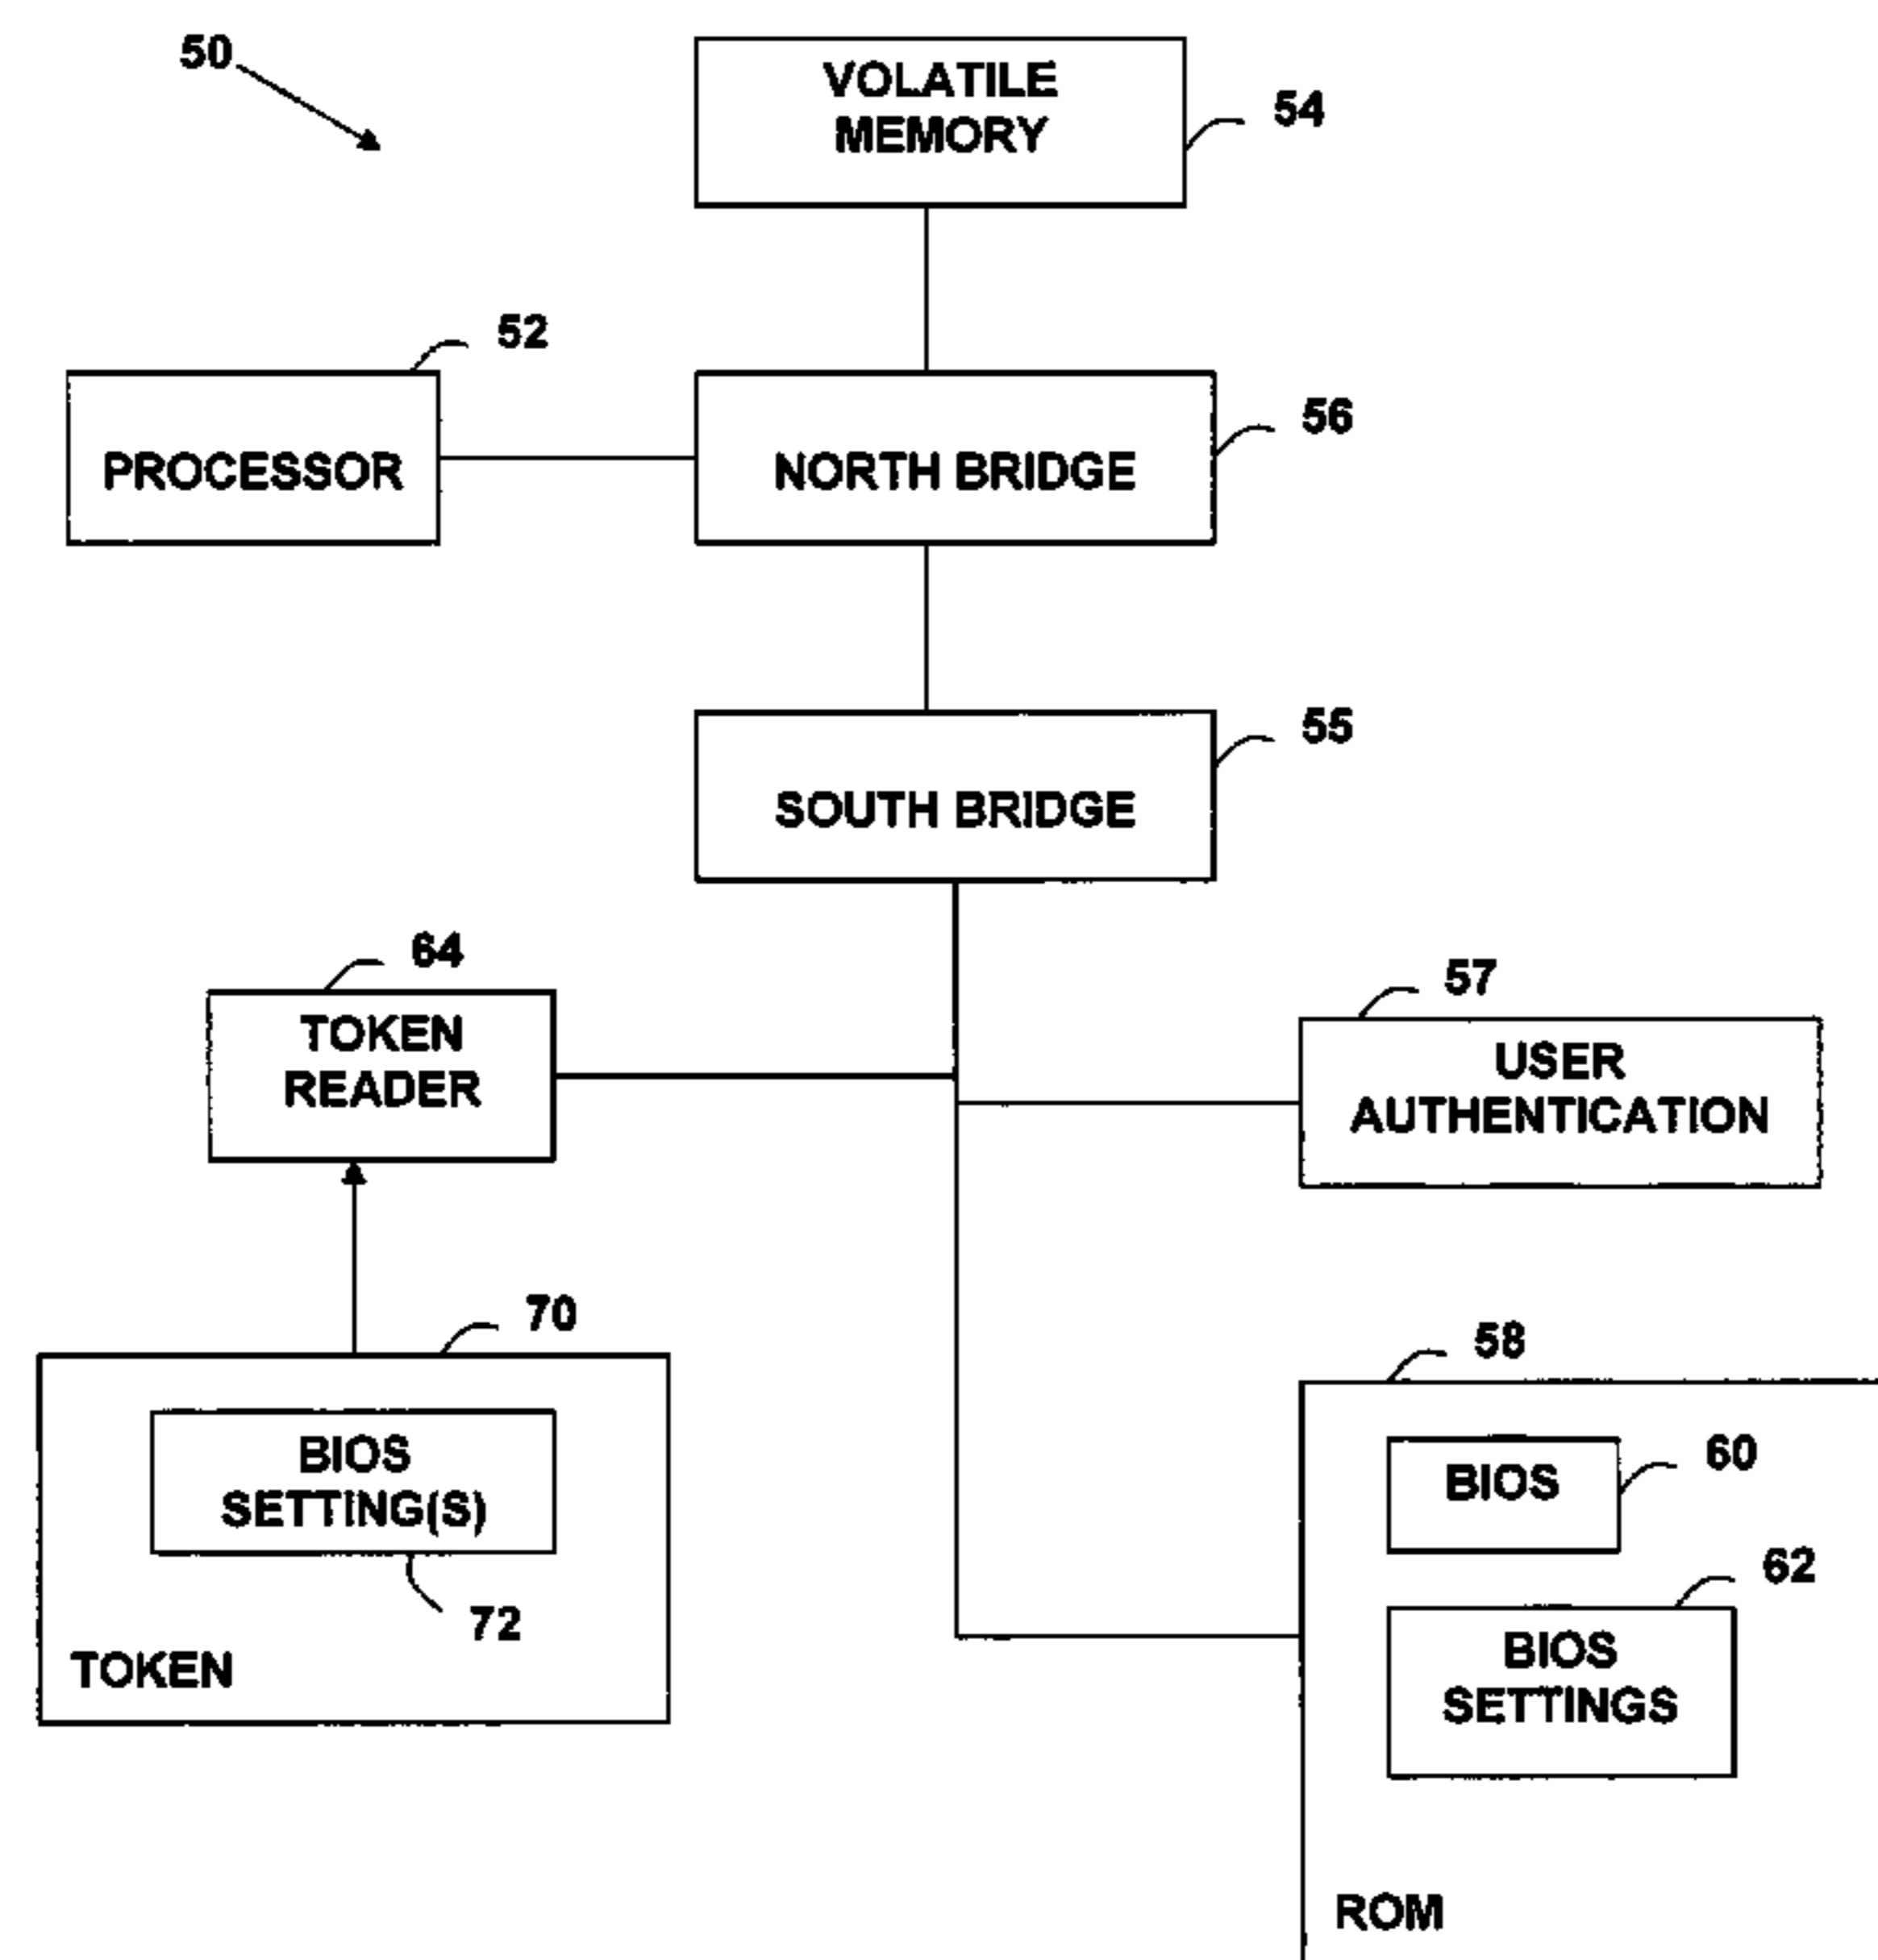 50
VOLATILE
MEMORY
54
52
PROCESSOR
NORTH BRIDGE
56
SOUTH BRIDGE
55
64
TOKEN
READER
57
USER
AUTHENTICATION
70
BIOS
SETTING(S)
72
TOKEN
58
BIOS
60
62
BIOS
SETTINGS
ROM